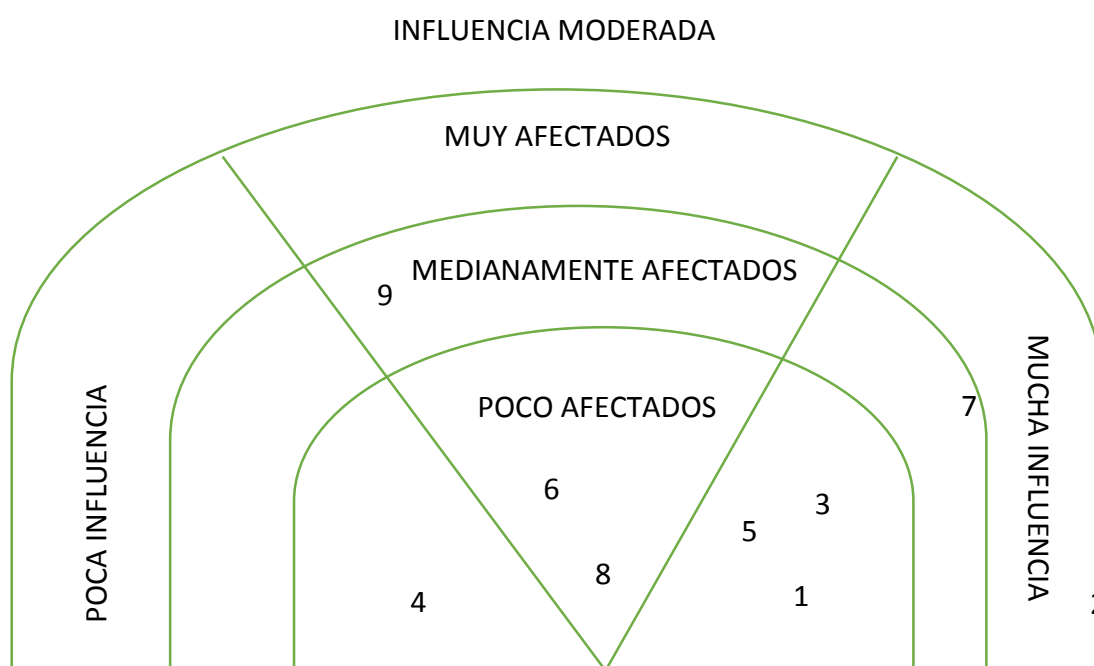 INFLUENCIA MODERADA
MUY AFECTADOS
MEDIANAMENTE AFECTADOS
9
POCA INFLUENCIA
MUCHA INFLUENCIA
POCO AFECTADOS
7
6
3
5
8
1
4